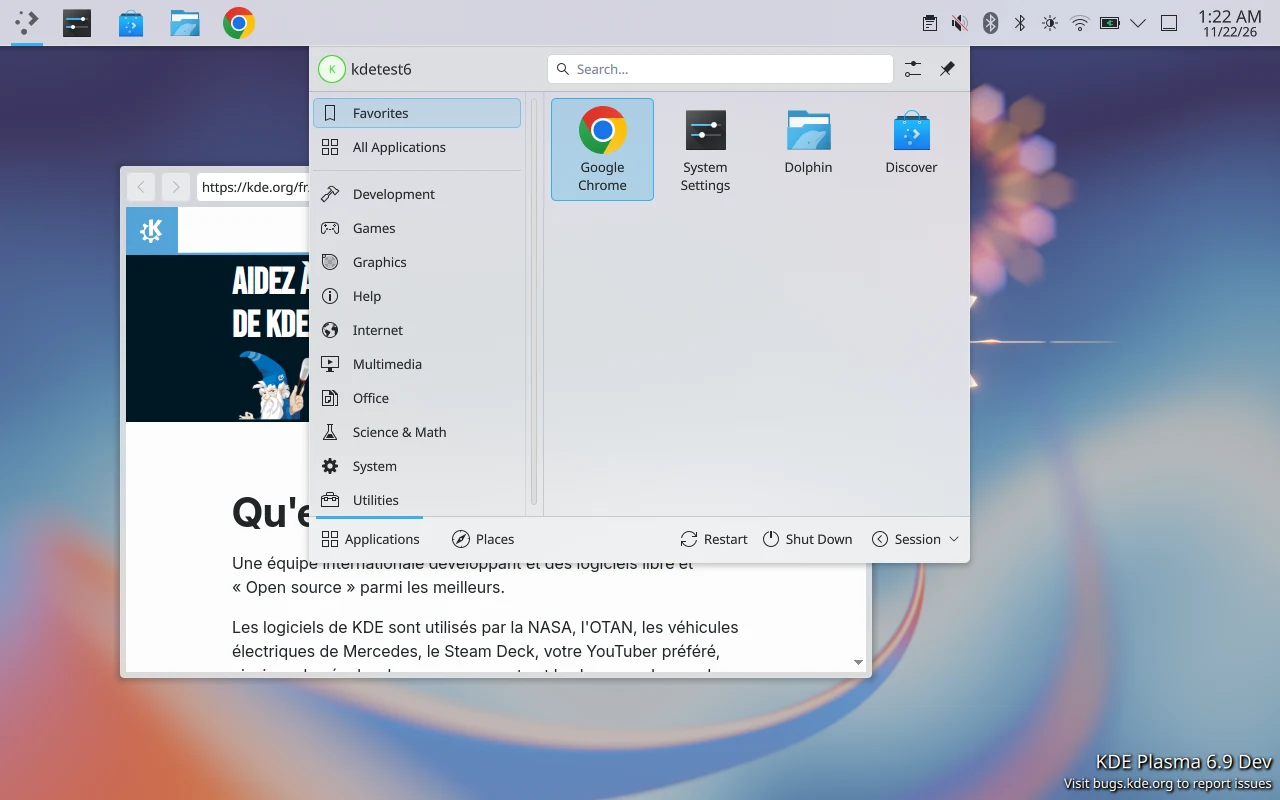 1:22 AM
11/22/26
K
kdetest6
Search...
Favorites
All Applications
Development
Games
Graphics
Help
Internet
Multimedia
Office
Science & Math
System
Utilities
Google
Chrome
System
Settings
Dolphin
Discover
Applications
Places
Restart
Shut Down
Session
https://kde.org/fr
K
AIDEZ À
DE KDE
Qu'e
Une équipe internationale développant et des logiciels libre et
« Open source » parmi les meilleurs.
Les logiciels de KDE sont utilisés par la NASA, l'OTAN, les véhicules
électriques de Mercedes, le Steam Deck, votre YouTuber préféré,
KDE Plasma 6.9 Dev
Visit bugs.kde.org to report issues